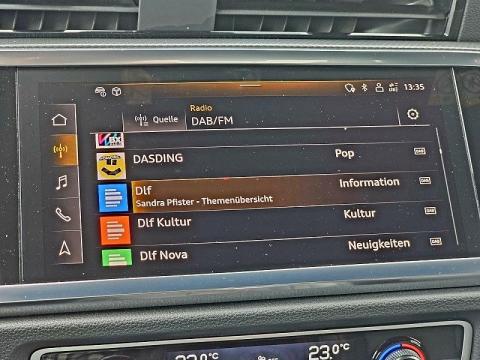 13:35
Quelle
Radio
DAB/FM
DASDING
Pop
Dlf
Sandra Pfister - Themenübersicht
Information
Dlf Kultur
Kultur
Dlf Nova
Neuigkeiten
23.0°C